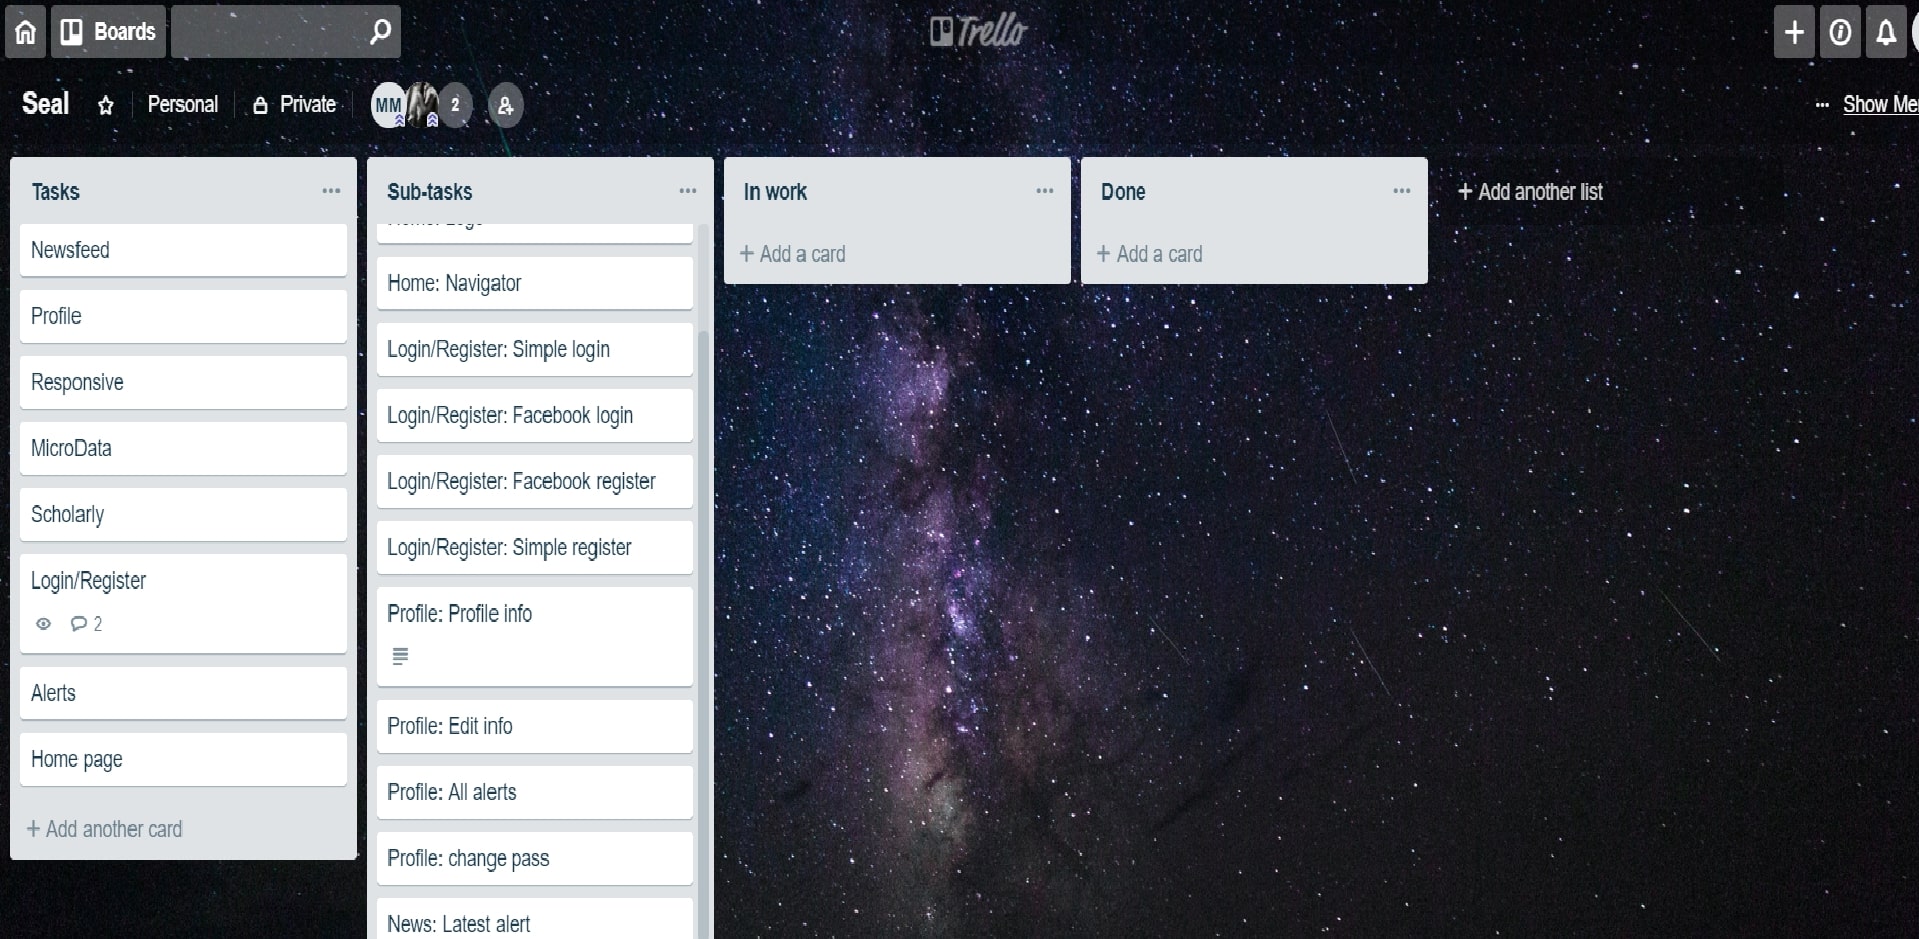 Boards
Trello
Seal
Personal
Private
MM
2
Show Me
Tasks
Newsfeed
Profile
Responsive
MicroData
Scholarly
Login/Register
2
Alerts
Home page
+ Add another card
Sub-tasks
Home: Navigator
Login/Register: Simple login
Login/Register: Facebook login
Login/Register: Facebook register
Login/Register: Simple register
Profile: Profile info
Profile: Edit info
Profile: All alerts
Profile: change pass
News: Latest alert
In work
+ Add a card
Done
+ Add a card
+ Add another list